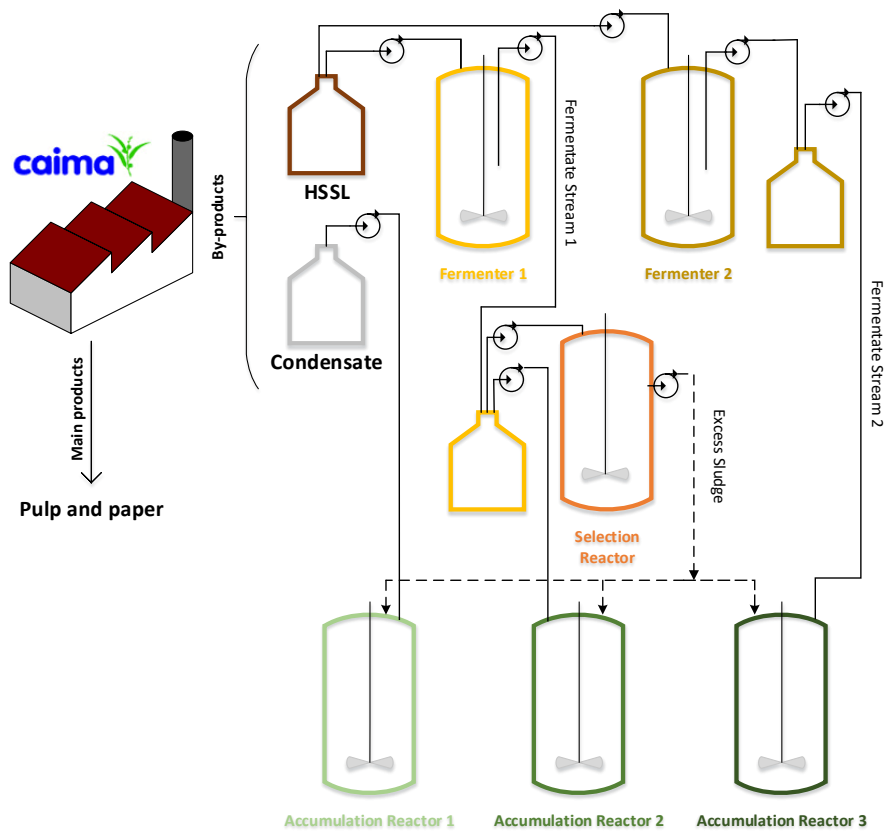 caima
By-products
HSSL
Condensate
Main products
Pulp and paper
Fermenter 1
Fermentate Stream 1
Fermenter 2
Fermentate Stream 2
Selection
Reactor
Excess Sludge
Accumulation Reactor 1
Accumulation Reactor 2
Accumulation Reactor 3